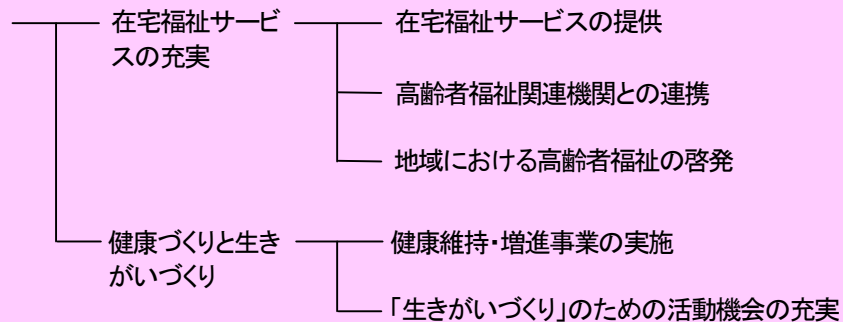 在宅福祉サービ
スの充実
在宅福祉サービスの提供
高齢者福祉関連機関との連携
地域における高齢者福祉の啓発
健康づくりと生き
がいづくり
健康維持・増進事業の実施
「生きがいづくり」のための活動機会の充実